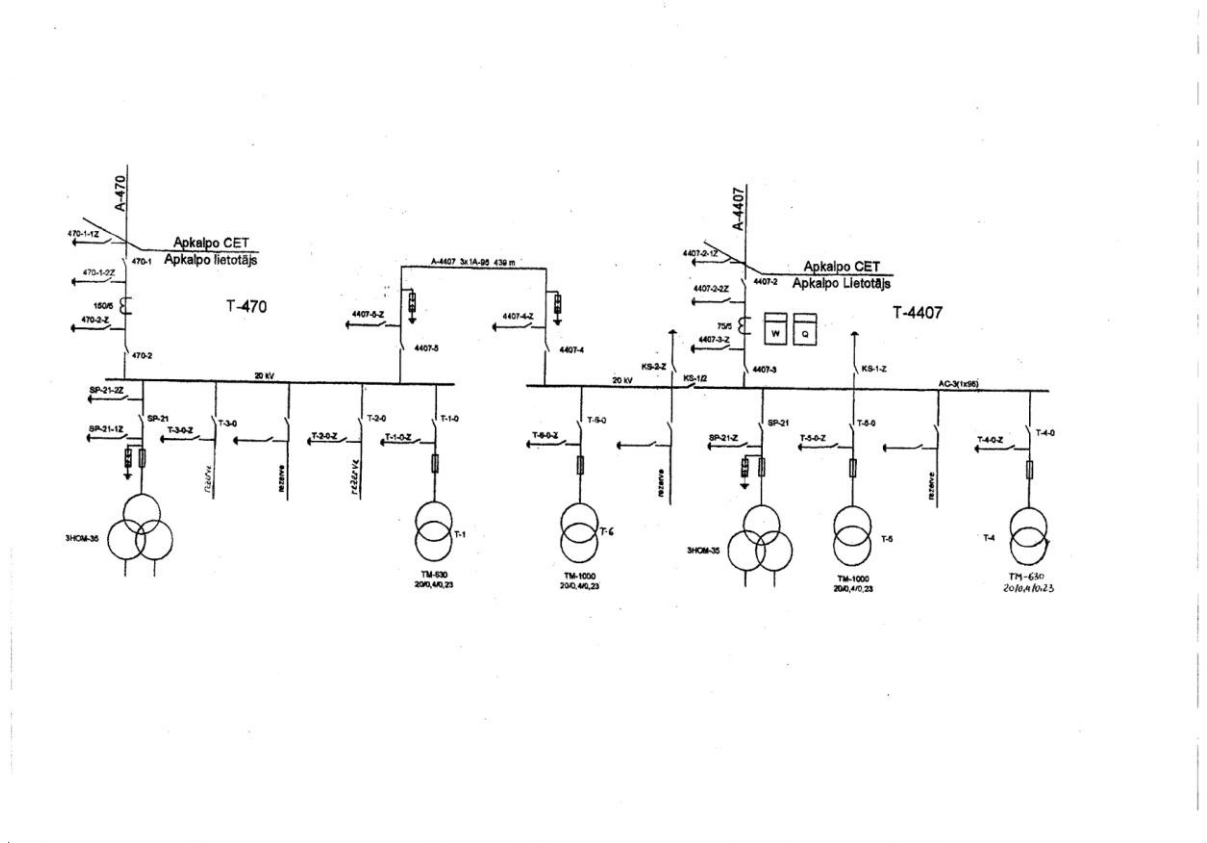 A-470
470-1-1Z
Apkalpo CET
Apkalpo lietotājs
470-1
470-1-2Z
150/5
T-470
470-2-Z
470-2
A-4407 3x1A-95 439 m
4407-5-Z
4407-5
4407-4-Z
4407-4
A-4407
4407-2-1Z
Apkalpo CET
Apkalpo Lietotājs
4407-2
4407-2-2Z
75/5
W
Q
T-4407
4407-3-Z
4407-3
KS-2-Z
KS-1/2
KS-1-Z
20 kV
20 kV
AC-3(1x95)
SP-21-2Z
SP-21
SP-21-1Z
T-3-0-Z
T-3-0
rezerve
rezerve
T-2-0-Z
T-2-0
rezerve
T-1-0-Z
T-1-0
T-6-0-Z
T-6-0
rezerve
SP-21-Z
SP-21
T-5-0-Z
T-5-0
rezerve
T-4-0-Z
T-4-0
ЗНОМ-35
T-1
TM-630
20/0,4/0,23
T-6
TM-1000
20/0,4/0,23
ЗНОМ-35
T-5
TM-1000
20/0,4/0,23
T-4
TM-630
20/0,4/0,23